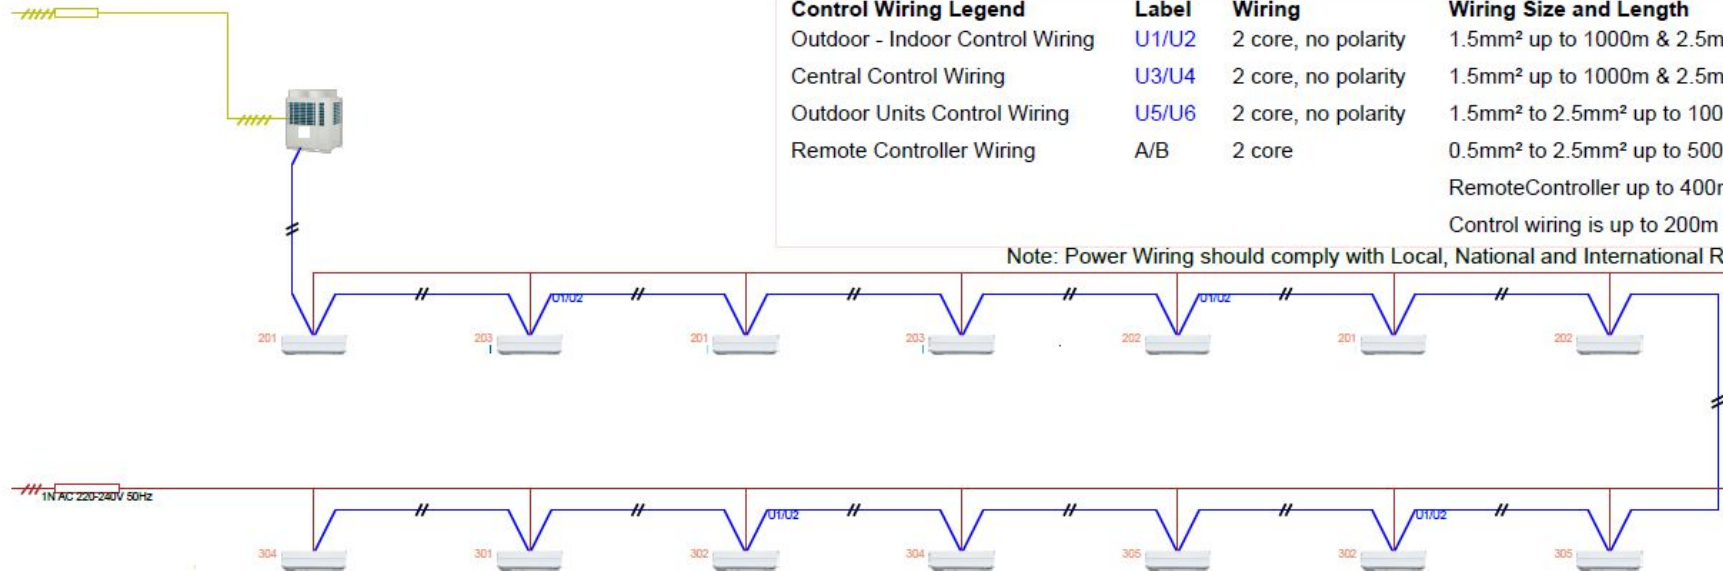 Control Wiring Legend Label Wiring Wiring Size and Length
Outdoor - Indoor Control Wiring U1/U2 2 core, no polarity 1.5mm² up to 1000m & 2.5m
Central Control Wiring U3/U4 2 core, no polarity 1.5mm² up to 1000m & 2.5m
Outdoor Units Control Wiring U5/U6 2 core, no polarity 1.5mm² to 2.5mm² up to 100
Remote Controller Wiring A/B 2 core 0.5mm² to 2.5mm² up to 500
RemoteController up to 400m
Control wiring is up to 200m
Note: Power Wiring should comply with Local, National and International R
U1/U2 U1/U2
201 203 201 203 202 201 202
1N AC 220-240V 50Hz
U1/U2 U1/U2
304 301 302 304 305 302 305